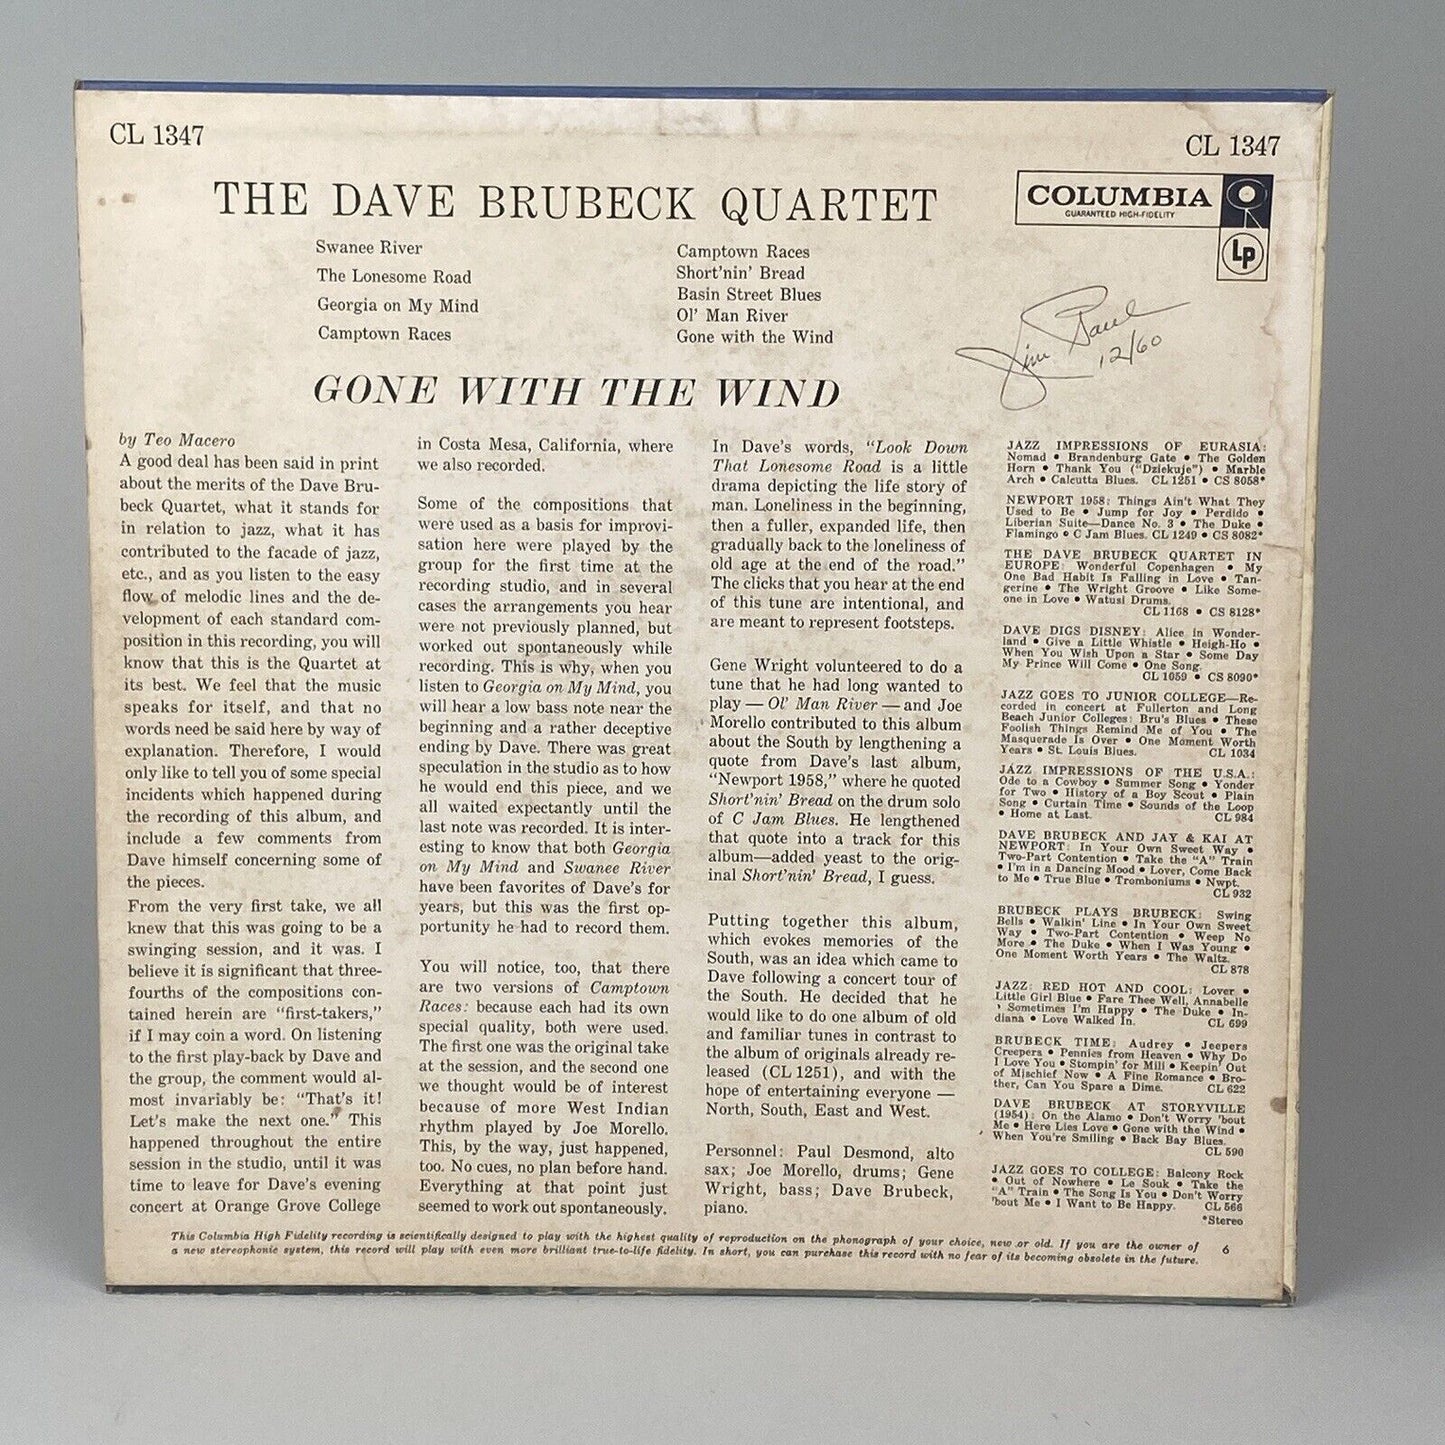 CL 1347
CL 1347
THE DAVE BRUBECK QUARTET
COLUMBIA
GUARANTEED HIGH-FIDELITY
Lp
Swanee River
The Lonesome Road
Georgia on My Mind
Camptown Races
Camptown Races
Short'nin' Bread
Basin Street Blues
Ol' Man River
Gone with the Wind
Jim
12/60
GONE WITH THE WIND
by Teo Macero
A good deal has been said in print
about the merits of the Dave Bru-
beck Quartet, what it stands for
in relation to jazz, what it has
contributed to the facade of jazz,
etc., and as you listen to the easy
flow of melodic lines and the de-
velopment of each standard com-
position in this recording, you will
know that this is the Quartet at
its best. We feel that the music
speaks for itself, and that no
words need be said here by way of
explanation. Therefore, I would
only like to tell you of some special
incidents which happened during
the recording of this album, and
include a few comments from
Dave himself concerning some of
the pieces.
From the very first take, we all
knew that this was going to be a
swinging session, and it was. I
believe it is significant that three-
fourths of the compositions con-
tained herein are "first-takers,"
if I may coin a word. On listening
to the first play-back by Dave and
the group, the comment would al-
most invariably be: "That's it!
Let's make the next one." This
happened throughout the entire
session in the studio, until it was
time to leave for Dave's evening
concert at Orange Grove College
in Costa Mesa, California, where
we also recorded.
Some of the compositions that
were used as a basis for improvi-
sation here were played by the
group for the first time at the
recording studio, and in several
cases the arrangements you hear
were not previously planned, but
worked out spontaneously while
recording. This is why, when you
listen to Georgia on My Mind, you
will hear a low bass note near the
beginning and a rather deceptive
ending by Dave. There was great
speculation in the studio as to how
he would end this piece, and we
all waited expectantly until the
last note was recorded. It is inter-
esting to know that both Georgia
on My Mind and Swanee River
have been favorites of Dave's for
years, but this was the first op-
portunity he had to record them.
You will notice, too, that there
are two versions of Camptown
Races: because each had its own
special quality, both were used.
The first one was the original take
at the session, and the second one
we thought would be of interest
because of more West Indian
rhythm played by Joe Morello.
This, by the way, just happened,
too. No cues, no plan before hand.
Everything at that point just
seemed to work out spontaneously.
In Dave's words, "Look Down
That Lonesome Road is a little
drama depicting the life story of
man. Loneliness in the beginning,
then a fuller, expanded life, then
gradually back to the loneliness of
old age at the end of the road."
The clicks that you hear at the end
of this tune are intentional, and
are meant to represent footsteps.
Gene Wright volunteered to do a
tune that he had long wanted to
play — Ol' Man River — and Joe
Morello contributed to this album
about the South by lengthening a
quote from Dave's last album,
"Newport 1958," where he quoted
Short'nin' Bread on the drum solo
of C Jam Blues. He lengthened
that quote into a track for this
album—added yeast to the orig-
inal Short'nin' Bread, I guess.
Putting together this album,
which evokes memories of the
South, was an idea which came to
Dave following a concert tour of
the South. He decided that he
would like to do one album of old
and familiar tunes in contrast to
the album of originals already re-
leased (CL 1251), and with the
hope of entertaining everyone —
North, South, East and West.
Personnel: Paul Desmond, alto
sax; Joe Morello, drums; Gene
Wright, bass; Dave Brubeck,
piano.
JAZZ IMPRESSIONS OF EURASIA:
Nomad • Brandenburg Gate • The Golden
Horn • Thank You ("Dziekuje") • Marble
Arch • Calcutta Blues. CL 1251 • CS 8058*
NEWPORT 1958: Things Ain't What They
Used to Be • Jump for Joy • Perdido •
Liberian Suite—Dance No. 3 • The Duke •
Flamingo • C Jam Blues. CL 1249 • CS 8082*
THE DAVE BRUBECK QUARTET IN
EUROPE: Wonderful Copenhagen • My
One Bad Habit Is Falling in Love • Tan-
gerine • The Wright Groove • Like Some-
one in Love • Watusi Drums.
CL 1168 • CS 8128*
DAVE DIGS DISNEY: Alice in Wonder-
land • Give a Little Whistle • Heigh-Ho •
When You Wish Upon a Star • Some Day
My Prince Will Come • One Song.
CL 1059 • CS 8090*
JAZZ GOES TO JUNIOR COLLEGE—Re-
corded in concert at Fullerton and Long
Beach Junior Colleges: Bru's Blues • These
Foolish Things Remind Me of You • The
Masquerade Is Over • One Moment Worth
Years • St. Louis Blues. CL 1034
JAZZ IMPRESSIONS OF THE U.S.A.:
Ode to a Cowboy • Summer Song • Yonder
for Two • History of a Boy Scout • Plain
Song • Curtain Time • Sounds of the Loop
• Home at Last. CL 984
DAVE BRUBECK AND JAY & KAI AT
NEWPORT: In Your Own Sweet Way •
Two-Part Contention • Take the "A" Train
• I'm in a Dancing Mood • Lover, Come Back
to Me • True Blue • Tromboniums • Nwpt.
CL 932
BRUBECK PLAYS BRUBECK: Swing
Bells • Walkin' Line • In Your Own Sweet
Way • Two-Part Contention • Weep No
More • The Duke • When I Was Young •
One Moment Worth Years • The Waltz.
CL 878
JAZZ: RED HOT AND COOL: Lover •
Little Girl Blue • Fare Thee Well, Annabelle
• Sometimes I'm Happy • The Duke • In-
diana • Love Walked In. CL 699
BRUBECK TIME: Audrey • Jeepers
Creepers • Pennies from Heaven • Why Do
I Love You • Stompin' for Mili • Keepin' Out
of Mischief Now • A Fine Romance • Bro-
ther, Can You Spare a Dime. CL 622
DAVE BRUBECK AT STORYVILLE
(1954): On the Alamo • Don't Worry 'bout
Me • Here Lies Love • Gone with the Wind •
When You're Smiling • Back Bay Blues.
CL 590
JAZZ GOES TO COLLEGE: Balcony Rock
• Out of Nowhere • Le Souk • Take the
"A" Train • The Song Is You • Don't Worry
'bout Me • I Want to Be Happy. CL 566
*Stereo
This Columbia High Fidelity recording is scientifically designed to play with the highest quality of reproduction on the phonograph of your choice, new or old. If you are the owner of
a new stereophonic system, this record will play with even more brilliant true-to-life fidelity. In short, you can purchase this record with no fear of its becoming obsolete in the future.
6